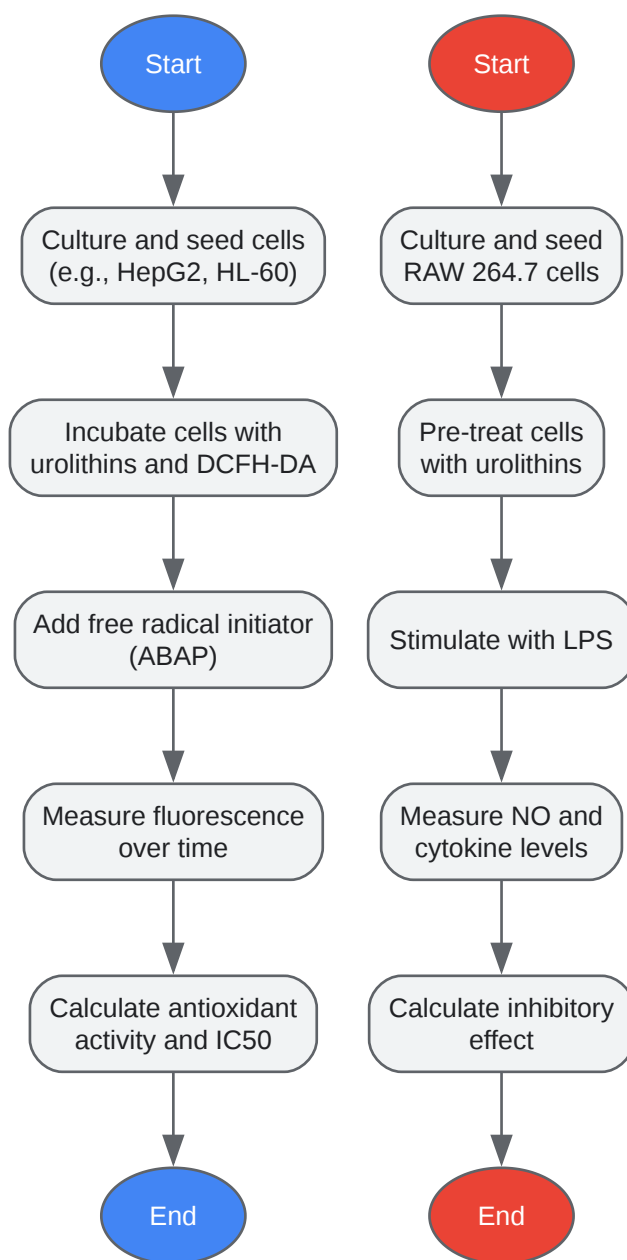 Start
Culture and seed cells
(e.g., HepG2, HL-60)
Incubate cells with
urolithins and DCFH-DA
Add free radical initiator
(ABAP)
Measure fluorescence
over time
Calculate antioxidant
activity and IC50
End
Start
Culture and seed
RAW 264.7 cells
Pre-treat cells
with urolithins
Stimulate with LPS
Measure NO and
cytokine levels
Calculate inhibitory
effect
End